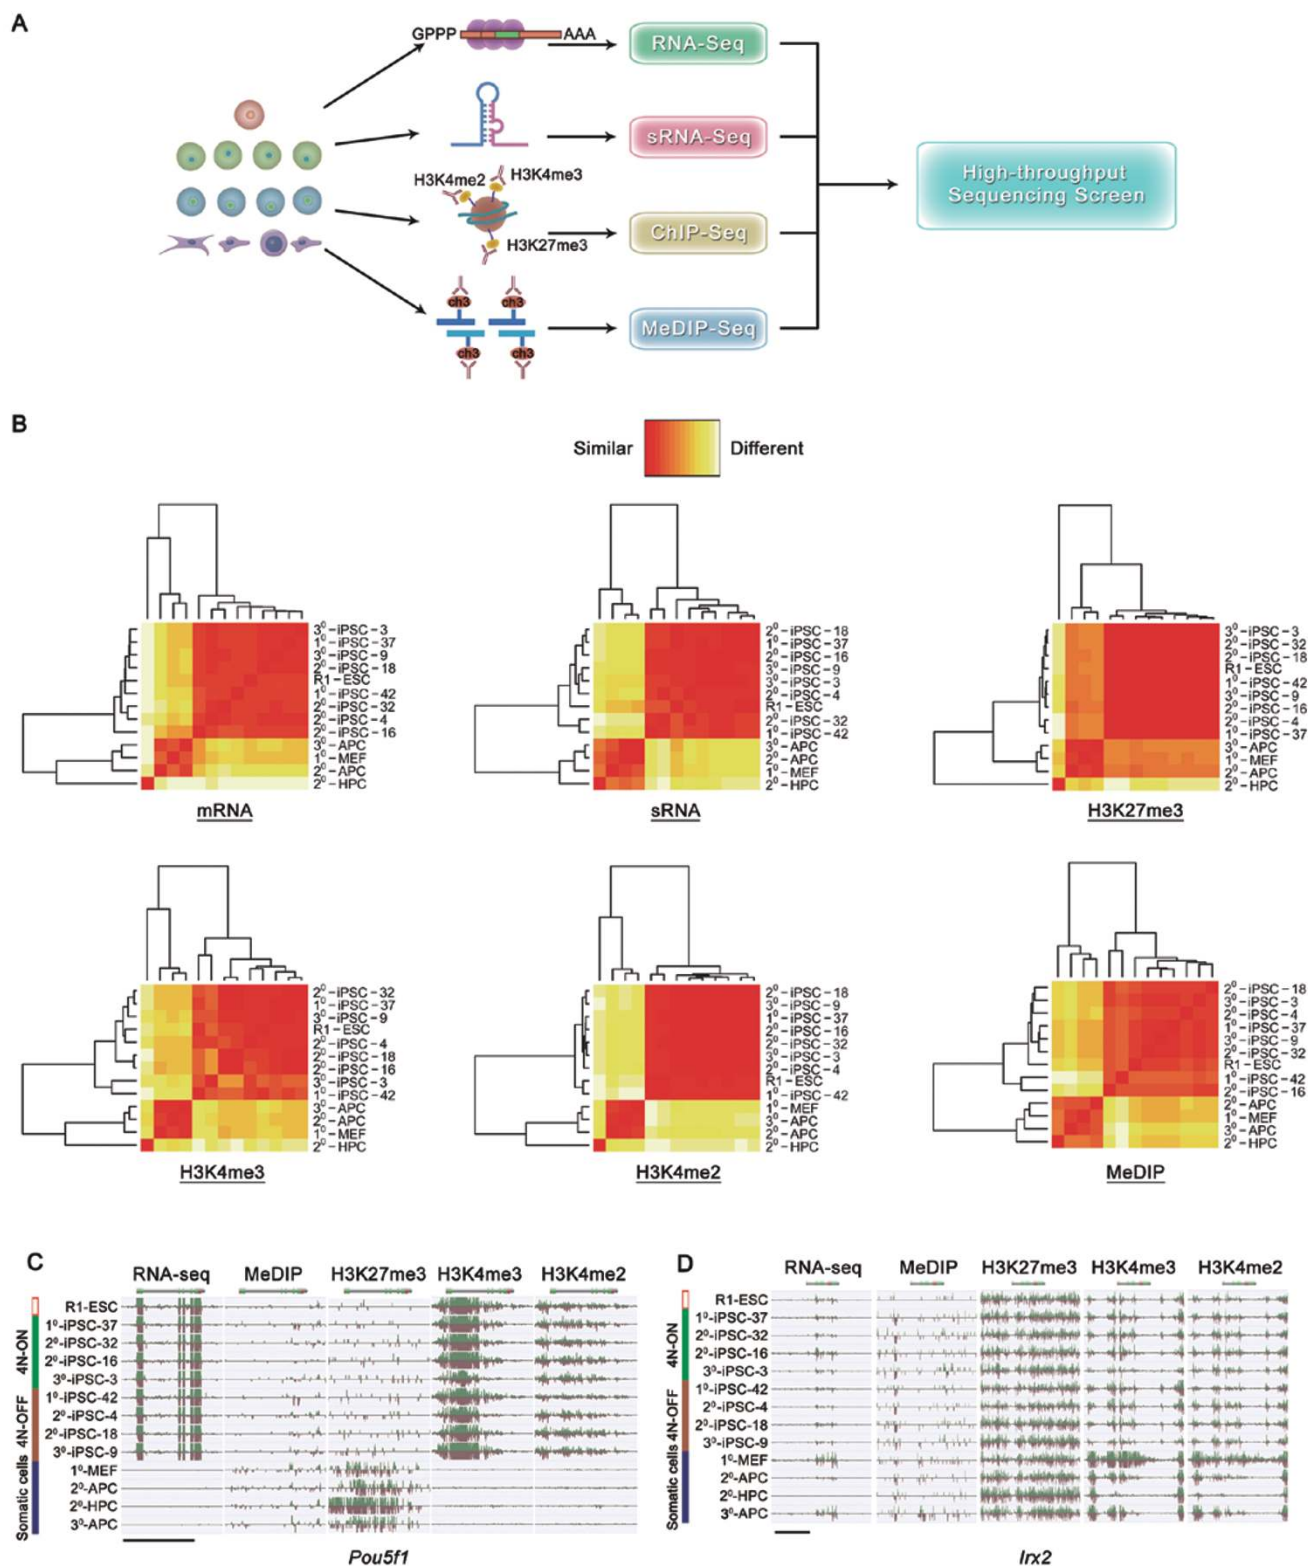 A
GPPP
AAA
RNA-Seq
sRNA-Seq
H3K4me2
H3K4me3
H3K27me3
ChIP-Seq
ch3
ch3
ch3
ch3
MeDIP-Seq
High-throughput
Sequencing Screen
B
Similar
Different
3⁰-iPSC-3
1⁰-iPSC-37
3⁰-iPSC-9
2⁰-iPSC-18
R1-ESC
1⁰-iPSC-42
2⁰-iPSC-32
2⁰-iPSC-4
2⁰-iPSC-16
3⁰-APC
1⁰-MEF
2⁰-APC
2⁰-HPC
mRNA
2⁰-iPSC-18
1⁰-iPSC-37
2⁰-iPSC-16
3⁰-iPSC-9
3⁰-iPSC-3
2⁰-iPSC-4
R1-ESC
2⁰-iPSC-32
1⁰-iPSC-42
3⁰-APC
2⁰-APC
1⁰-MEF
2⁰-HPC
sRNA
3⁰-iPSC-3
2⁰-iPSC-32
2⁰-iPSC-18
R1-ESC
1⁰-iPSC-42
3⁰-iPSC-9
2⁰-iPSC-16
2⁰-iPSC-4
1⁰-iPSC-37
3⁰-APC
1⁰-MEF
2⁰-APC
2⁰-HPC
H3K27me3
2⁰-iPSC-32
1⁰-iPSC-37
3⁰-iPSC-9
R1-ESC
2⁰-iPSC-4
2⁰-iPSC-18
2⁰-iPSC-16
3⁰-iPSC-3
1⁰-iPSC-42
3⁰-APC
2⁰-APC
1⁰-MEF
2⁰-HPC
H3K4me3
2⁰-iPSC-18
3⁰-iPSC-9
1⁰-iPSC-37
2⁰-iPSC-16
2⁰-iPSC-32
3⁰-iPSC-3
2⁰-iPSC-4
R1-ESC
1⁰-iPSC-42
1⁰-MEF
3⁰-APC
2⁰-APC
2⁰-HPC
H3K4me2
2⁰-iPSC-18
3⁰-iPSC-3
2⁰-iPSC-4
1⁰-iPSC-37
3⁰-iPSC-9
2⁰-iPSC-32
R1-ESC
1⁰-iPSC-42
2⁰-iPSC-16
2⁰-APC
1⁰-MEF
3⁰-APC
2⁰-HPC
MeDIP
C
RNA-seq MeDIP H3K27me3 H3K4me3 H3K4me2
R1-ESC
1⁰-iPSC-37
2⁰-iPSC-32
2⁰-iPSC-16
3⁰-iPSC-3
1⁰-iPSC-42
2⁰-iPSC-4
2⁰-iPSC-18
3⁰-iPSC-9
1⁰-MEF
2⁰-APC
2⁰-HPC
3⁰-APC
4N-ON
4N-OFF
Somatic cells
Pou5f1
D
RNA-seq MeDIP H3K27me3 H3K4me3 H3K4me2
R1-ESC
1⁰-iPSC-37
2⁰-iPSC-32
2⁰-iPSC-16
3⁰-iPSC-3
1⁰-iPSC-42
2⁰-iPSC-4
2⁰-iPSC-18
3⁰-iPSC-9
1⁰-MEF
2⁰-APC
2⁰-HPC
3⁰-APC
4N-ON
4N-OFF
Somatic cells
Irx2